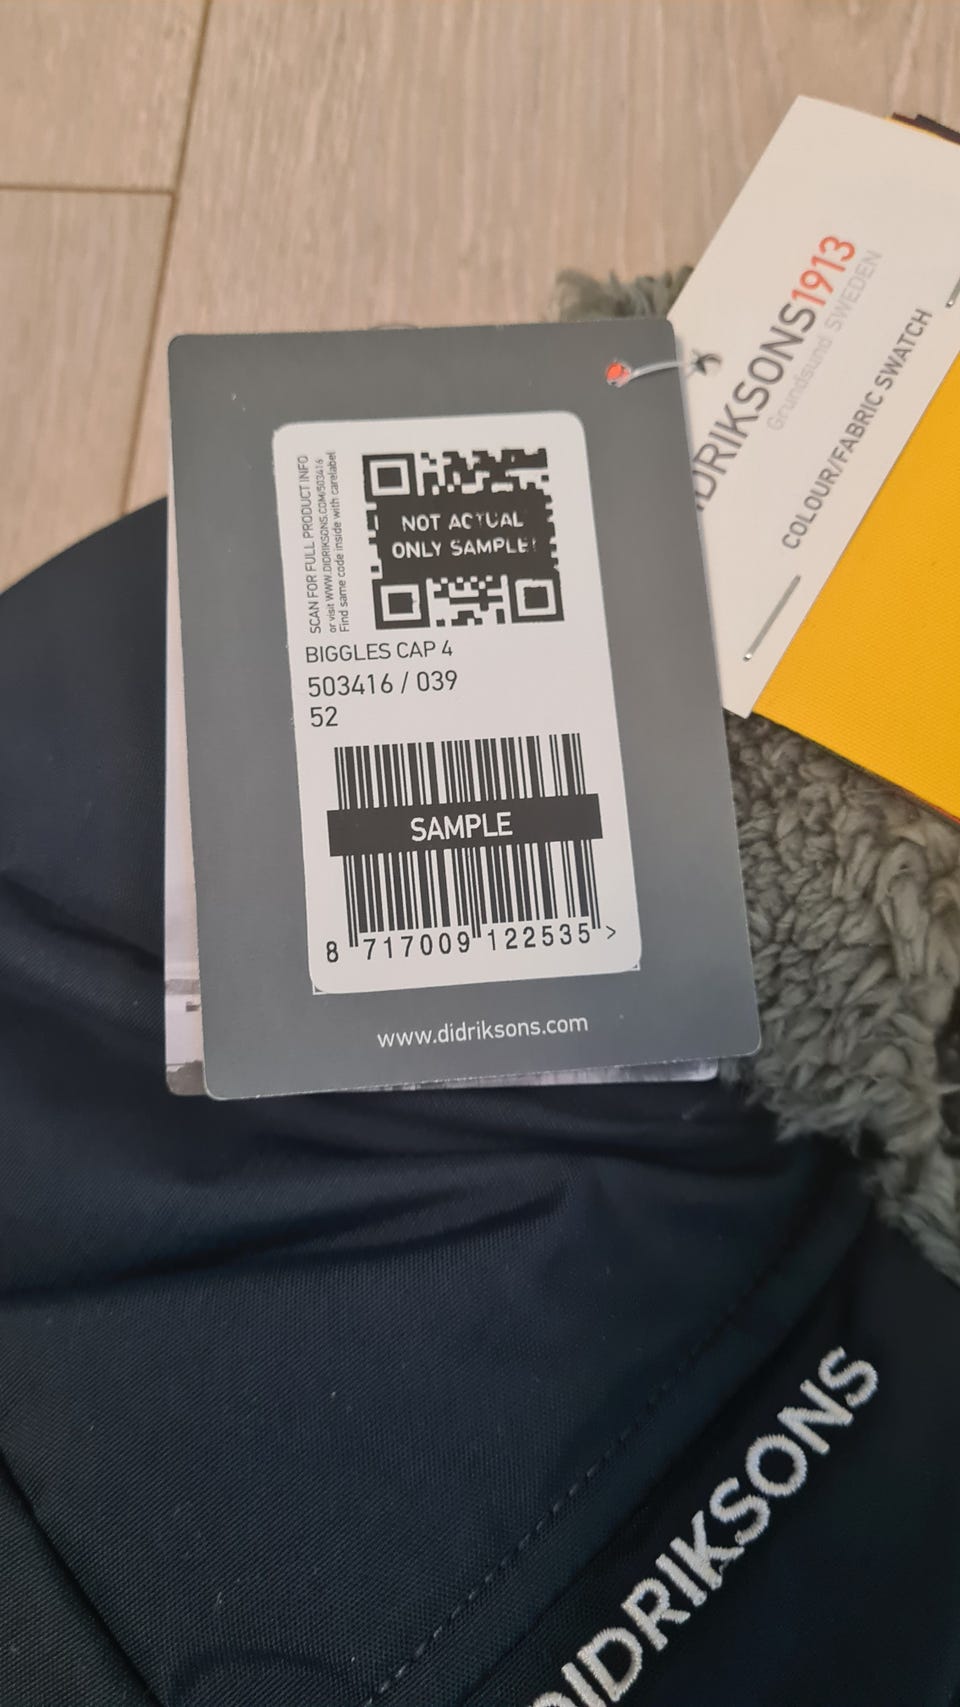 SCAN FOR FULL PRODUCT INFO
or visit WWW.DIDRIKSONS.COM/503416
Find same code inside with carelabel
NOT ACTUAL
ONLY SAMPLE!
BIGGLES CAP 4
503416 / 039
52
SAMPLE
8 717009 122535 >
www.didriksons.com
DIDRIKSONS1913
Grundsund SWEDEN
COLOUR/FABRIC SWATCH
DIDRIKSONS